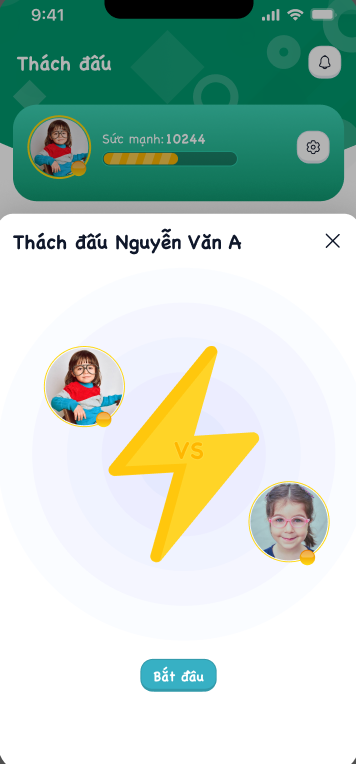 9:41
Thách đấu
Sức mạnh: 10244
Thách đấu Nguyễn Văn A
VS
Bắt đầu